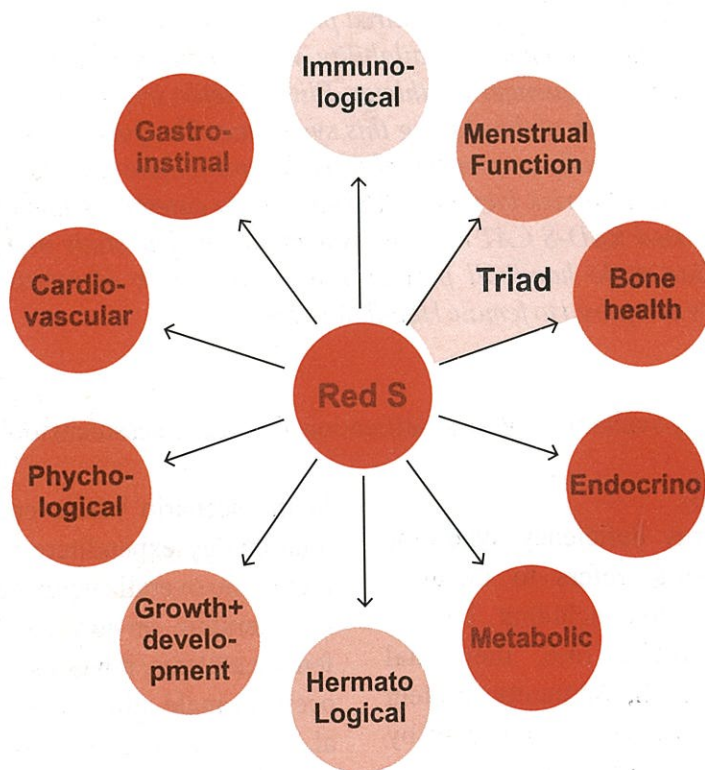 Immuno-
logical
Menstrual
Function
Triad
Bone
health
Endocrino
Metabolic
Hermato
Logical
Growth+
develo-
pment
Phycho-
logical
Cardio-
vascular
Gastro-
instinal
Red S